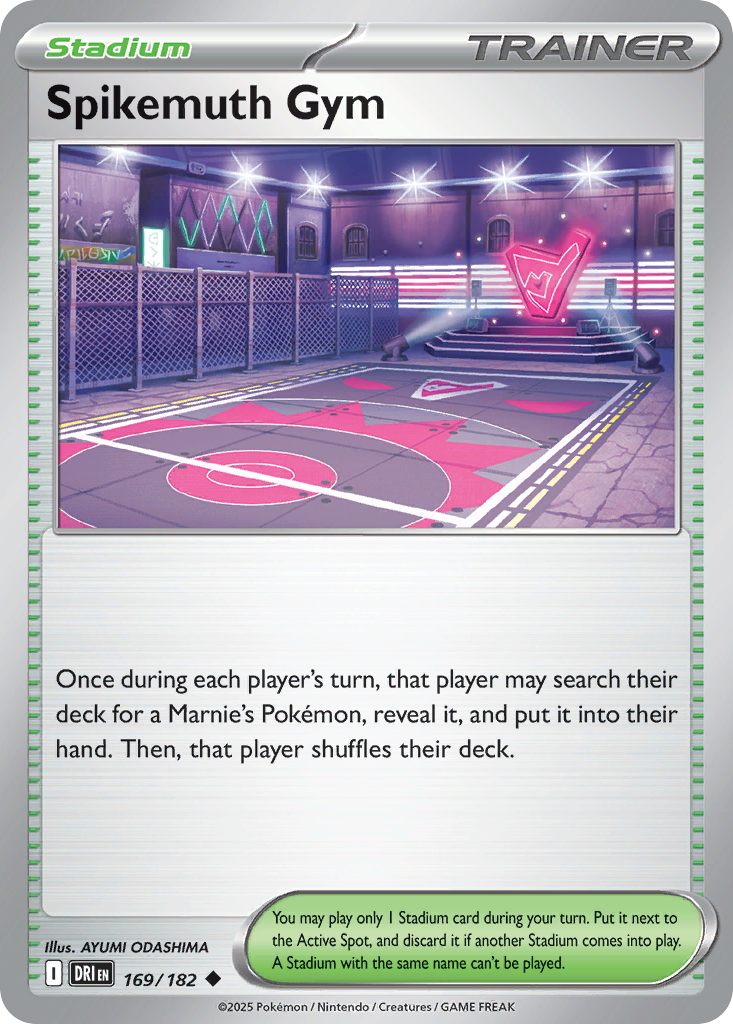 Stadium
TRAINER
Spikemuth Gym
Once during each player's turn, that player may search their
deck for a Marnie's Pokémon, reveal it, and put it into their
hand. Then, that player shuffles their deck.
You may play only 1 Stadium card during your turn. Put it next to
the Active Spot, and discard it if another Stadium comes into play.
A Stadium with the same name can't be played.
Illus. AYUMI ODASHIMA
I DRI EN 169/182
©2025 Pokémon / Nintendo / Creatures / GAME FREAK